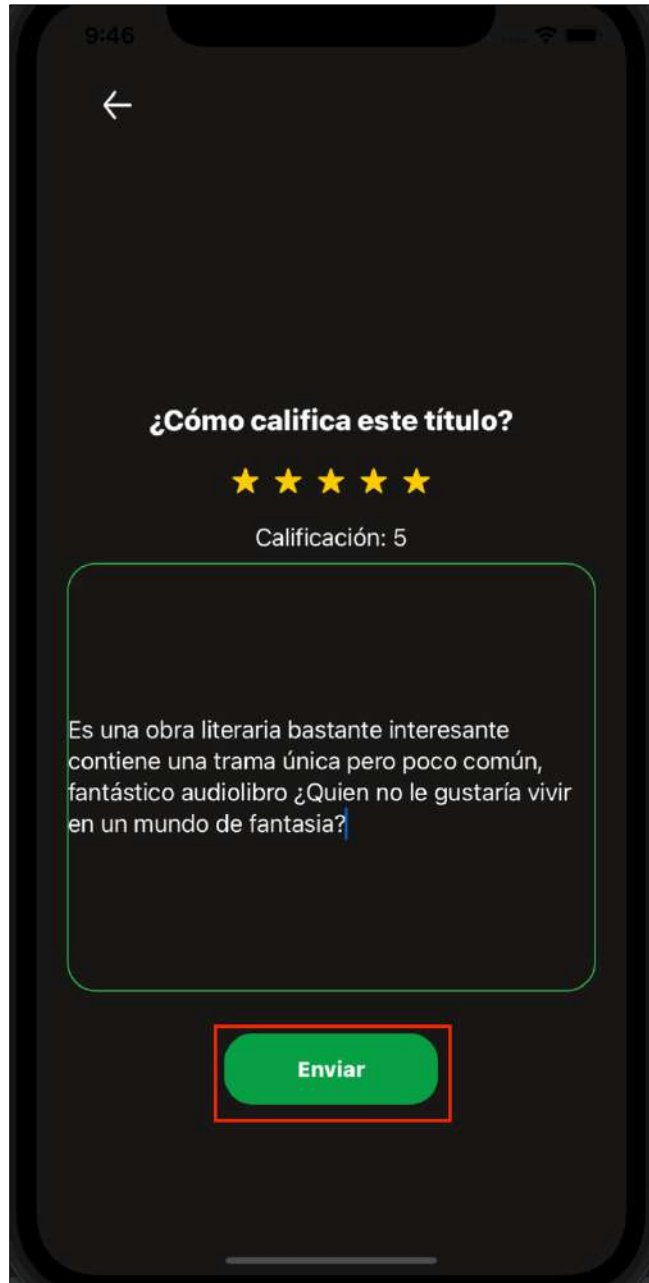 9:46
¿Cómo califica este título?
Calificación: 5
Es una obra literaria bastante interesante
contiene una trama única pero poco común,
fantástico audiolibro ¿Quien no le gustaría vivir
en un mundo de fantasia?
Enviar